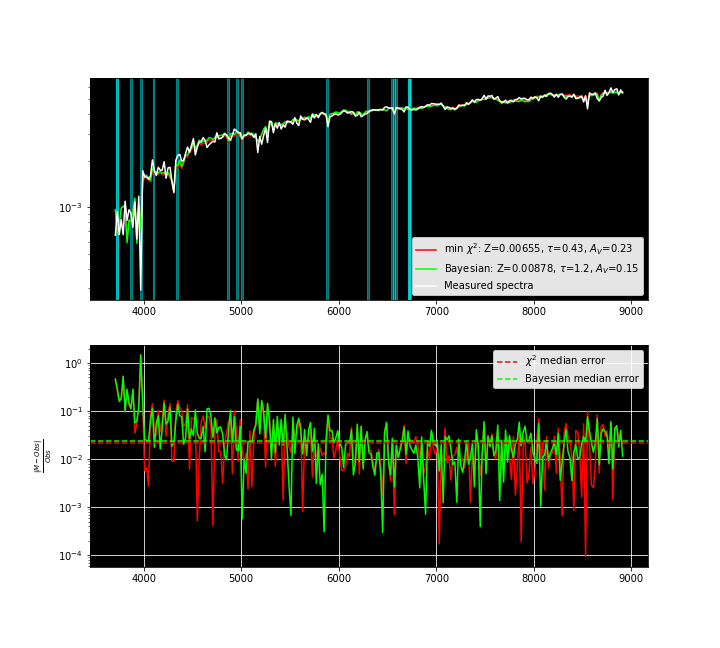 10⁻³
min χ²: Z=0.00655, τ=0.43, A_V=0.23
Bayesian: Z=0.00878, τ=1.2, A_V=0.15
Measured spectra
4000 5000 6000 7000 8000 9000
10⁰
10⁻¹
10⁻²
10⁻³
10⁻⁴
|M − Obs|
Obs
χ² median error
Bayesian median error
4000 5000 6000 7000 8000 9000